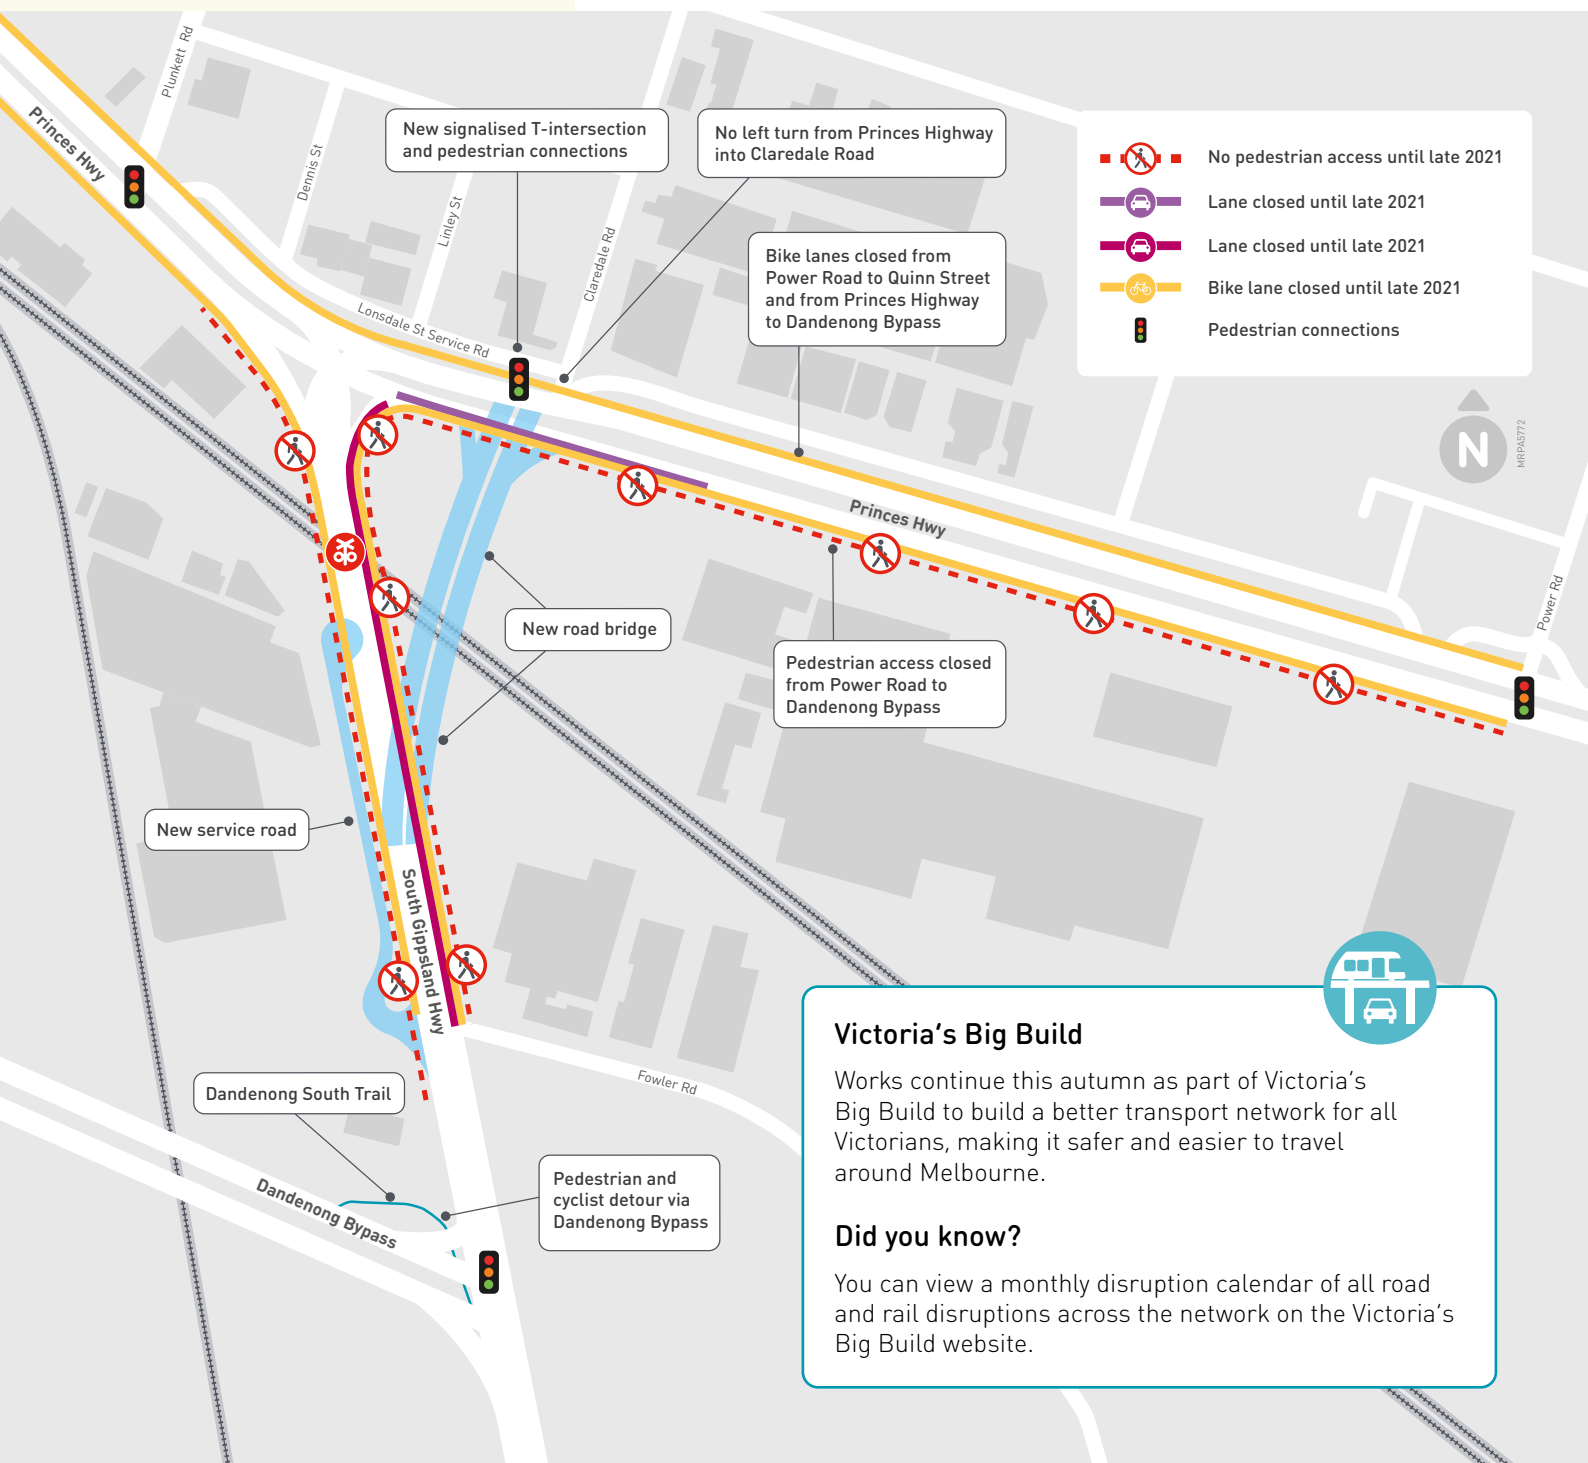 Plunkett Rd
Princes Hwy
Dennis St
Linley St
Claredale Rd
Lonsdale St Service Rd
New signalised T-intersection
and pedestrian connections
No left turn from Princes Highway
into Claredale Road
Bike lanes closed from
Power Road to Quinn Street
and from Princes Highway
to Dandenong Bypass
No pedestrian access until late 2021
Lane closed until late 2021
Lane closed until late 2021
Bike lane closed until late 2021
Pedestrian connections
N
MRPA5772
Princes Hwy
Power Rd
New road bridge
Pedestrian access closed
from Power Road to
Dandenong Bypass
New service road
South Gippsland Hwy
Fowler Rd
Dandenong South Trail
Dandenong Bypass
Pedestrian and
cyclist detour via
Dandenong Bypass
Victoria's Big Build
Works continue this autumn as part of Victoria's
Big Build to build a better transport network for all
Victorians, making it safer and easier to travel
around Melbourne.
Did you know?
You can view a monthly disruption calendar of all road
and rail disruptions across the network on the Victoria's
Big Build website.